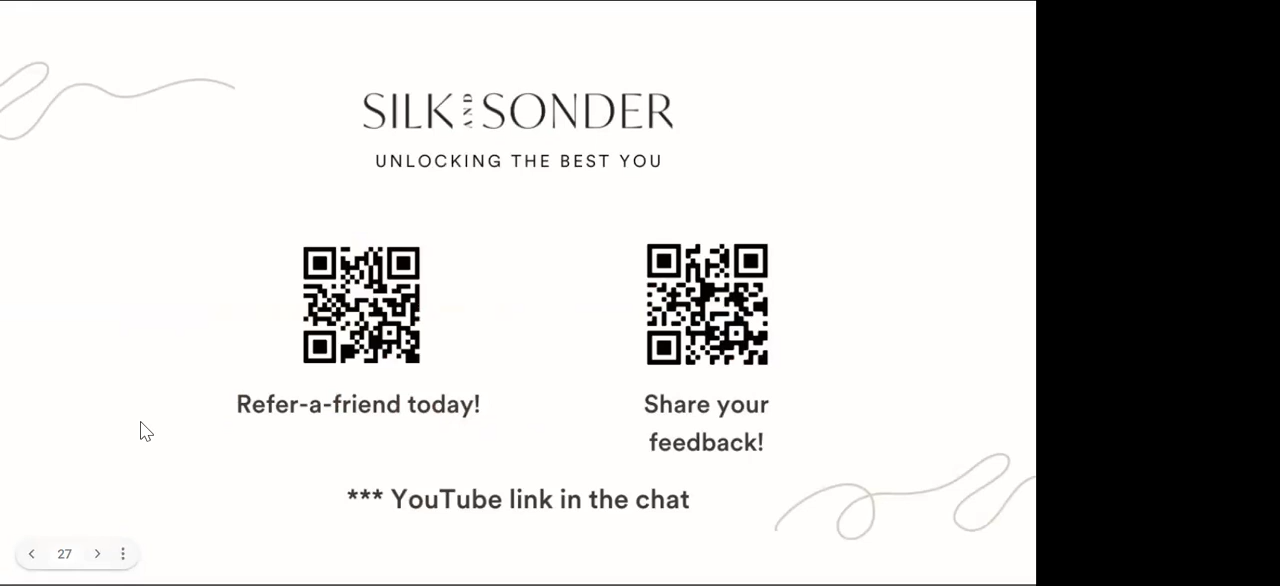 SILK AND SONDER
UNLOCKING THE BEST YOU
Refer-a-friend today!
Share your
feedback!
*** YouTube link in the chat
27